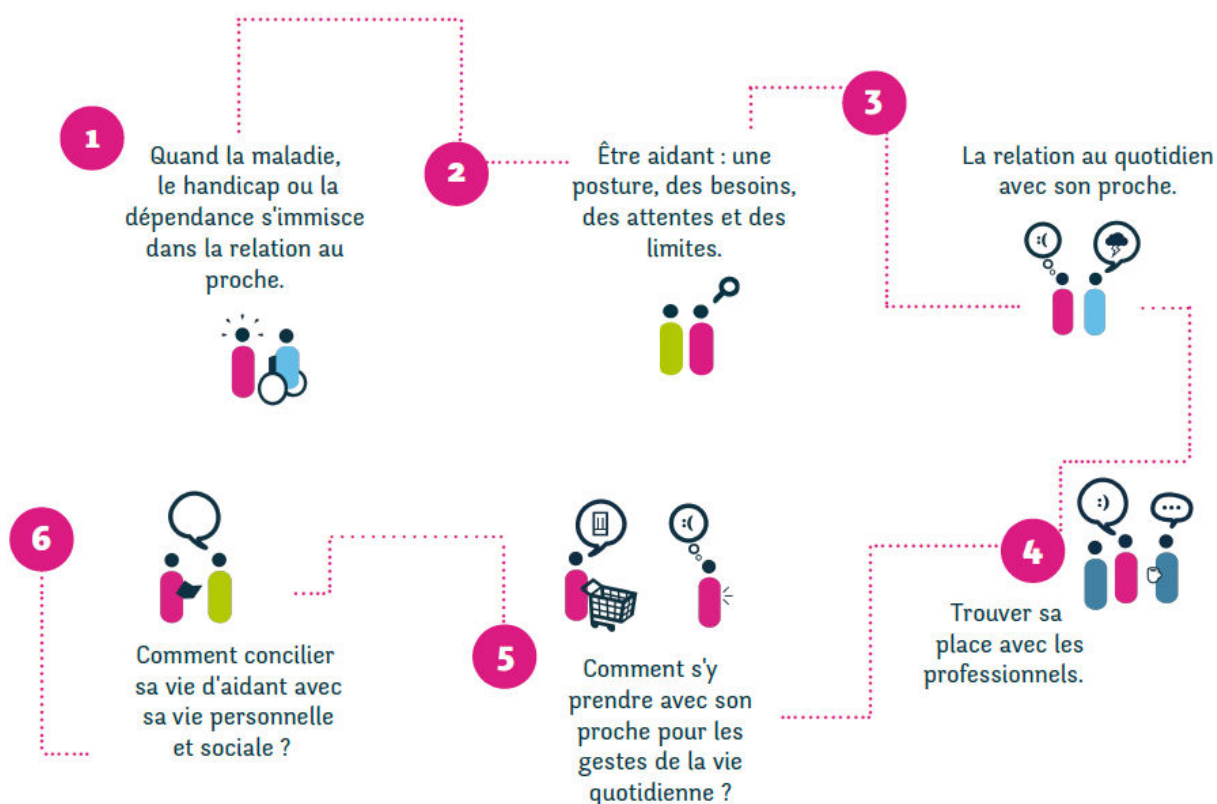 1
Quand la maladie,
le handicap ou la
dépendance s'immisce
dans la relation au
proche.
2
Être aidant : une
posture, des besoins,
des attentes et des
limites.
3
La relation au quotidien
avec son proche.
:(
4
:)
...
Trouver sa
place avec les
professionnels.
5
:(
Comment s'y
prendre avec son
proche pour les
gestes de la vie
quotidienne ?
6
Comment concilier
sa vie d'aidant avec
sa vie personnelle
et sociale ?